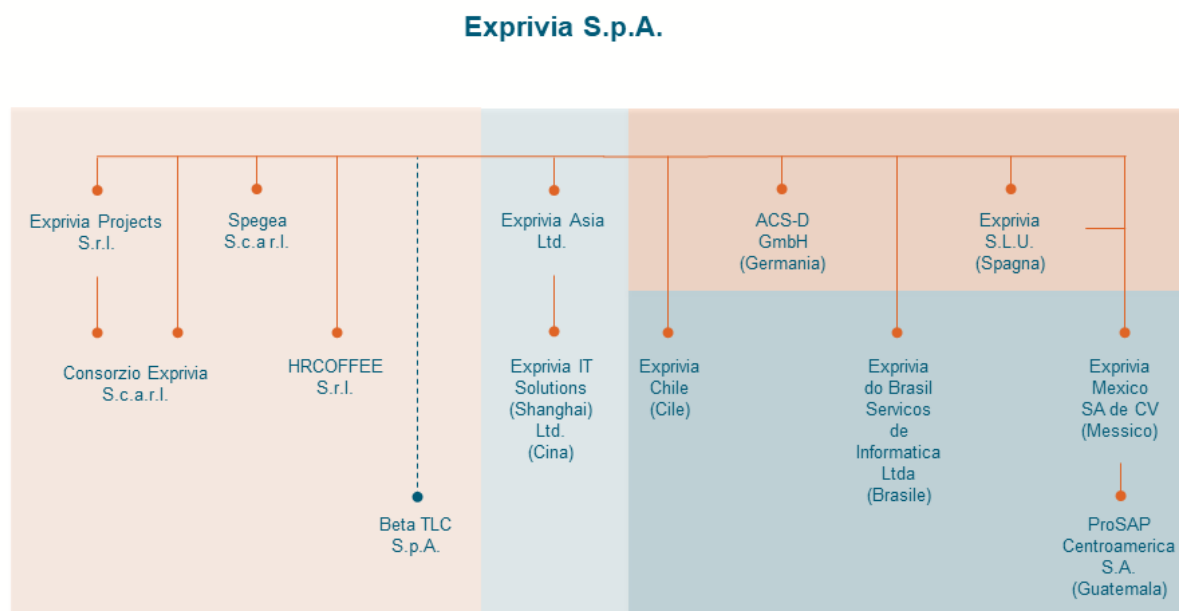 Exprivia S.p.A.
Exprivia Projects
S.r.l.
Spegea
S.c.a r.l.
Exprivia Asia
Ltd.
ACS-D
GmbH
(Germania)
Exprivia
S.L.U.
(Spagna)
Consorzio Exprivia
S.c.a.r.l.
HRCOFFEE
S.r.l.
Exprivia IT
Solutions
(Shanghai)
Ltd.
(Cina)
Exprivia
Chile
(Cile)
Exprivia
do Brasil
Servicos
de
Informatica
Ltda
(Brasile)
Exprivia
Mexico
SA de CV
(Messico)
Beta TLC
S.p.A.
ProSAP
Centroamerica
S.A.
(Guatemala)